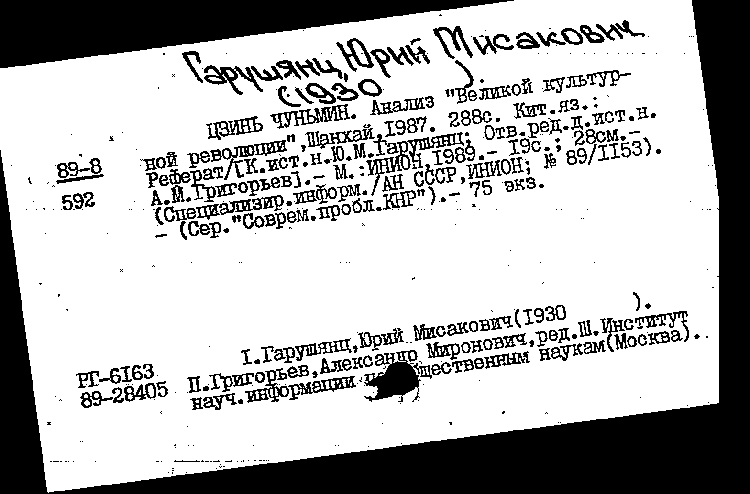 Гарушянц, Юрий Мисакович
(1930 ).
ЦЗИНЬ ЧУНЬМИН. Анализ "Великой культур-
89-8 ной революции", Шанхай, 1987. 288с. Кит.яз.:
Реферат/[К.ист.н.Ю.М.Гарушянц; Отв.ред.д.ист.н.
592 А.М.Григорьев].- М.:ИНИОН,1989.- 19с.; 28см.-
(Специализир.информ./АН СССР,ИНИОН; № 89/1153).
- (Сер."Соврем.пробл.КНР").- 75 экз.
I.Гарушянц,Юрий Мисакович(1930 ).
РГ-6163 П.Григорьев,Александр Миронович,ред.Ш.Институт
89-28405 науч.информации общественным наукам(Москва).